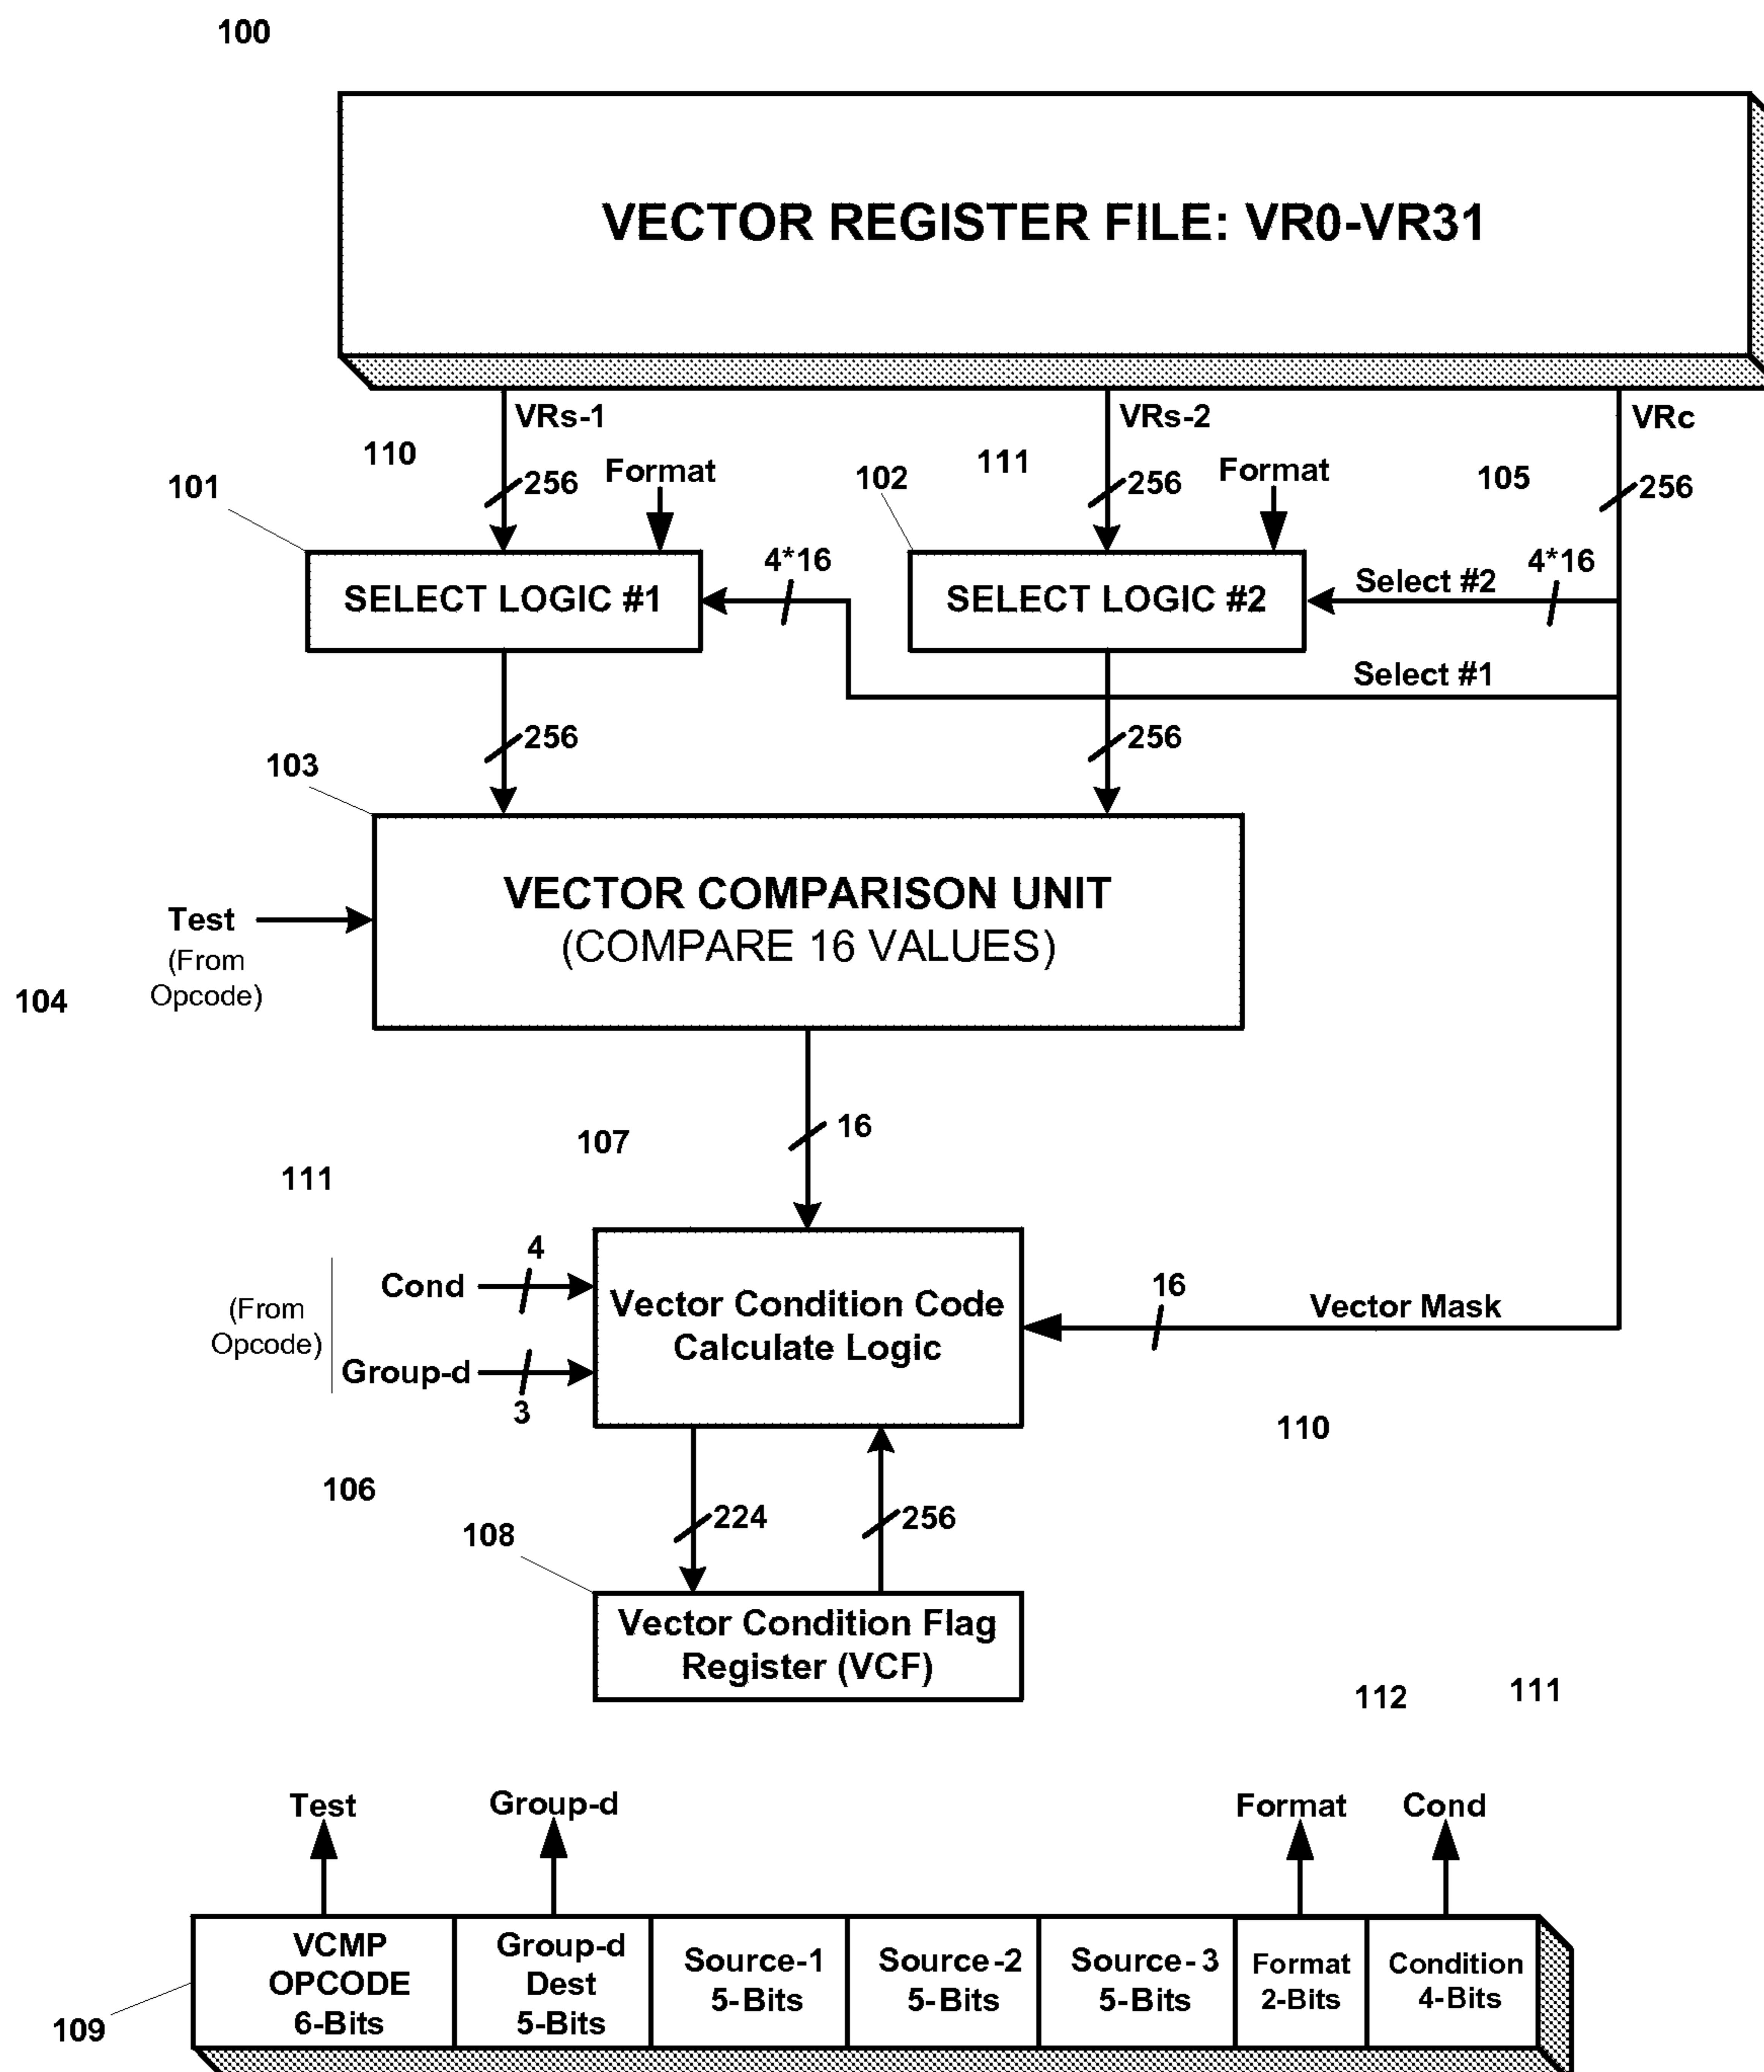 100
VECTOR REGISTER FILE: VR0-VR31
VRs-1
VRs-2
VRc
110
111
105
101
256
Format
102
256
Format
256
4*16
Select #2
4*16
SELECT LOGIC #1
SELECT LOGIC #2
Select #1
256
256
103
VECTOR COMPARISON UNIT
(COMPARE 16 VALUES)
Test
(From
Opcode)
104
16
107
111
4
Cond
(From
Opcode)
Group-d
3
Vector Condition Code
Calculate Logic
16
Vector Mask
110
106
224
256
108
Vector Condition Flag
Register (VCF)
112
111
Test
Group-d
Format
Cond
VCMP
OPCODE
6-Bits
Group-d
Dest
5-Bits
Source-1
5-Bits
Source-2
5-Bits
Source-3
5-Bits
Format
2-Bits
Condition
4-Bits
109